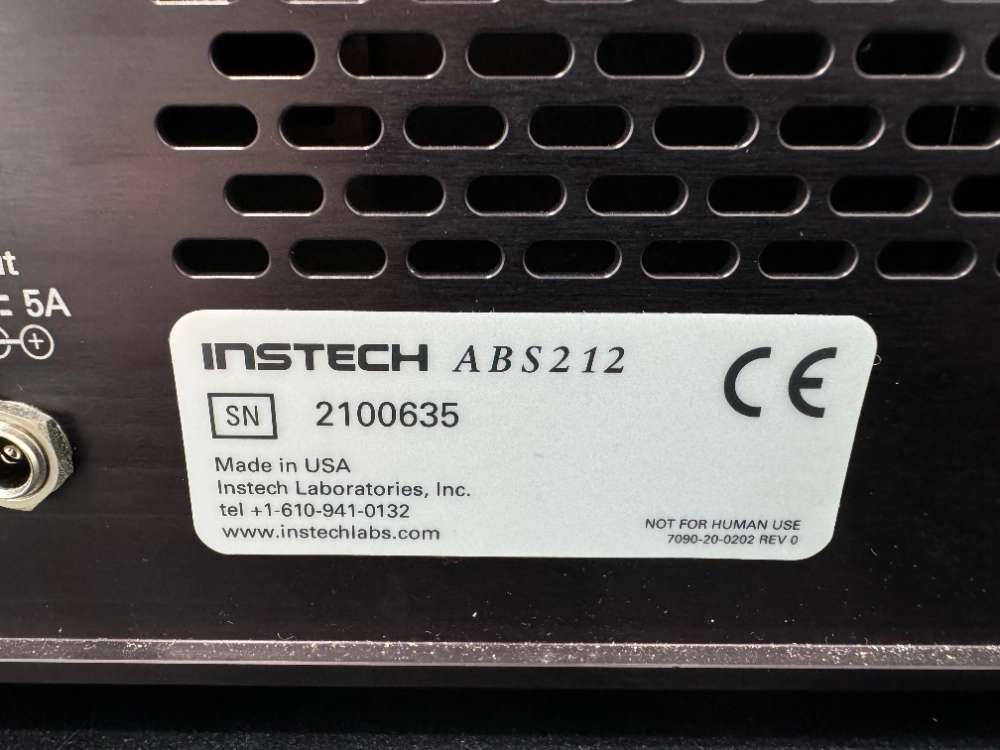 5A
INSTECH ABS212
SN 2100635
Made in USA
Instech Laboratories, Inc.
tel +1-610-941-0132
www.instechlabs.com
NOT FOR HUMAN USE
7090-20-0202 REV 0